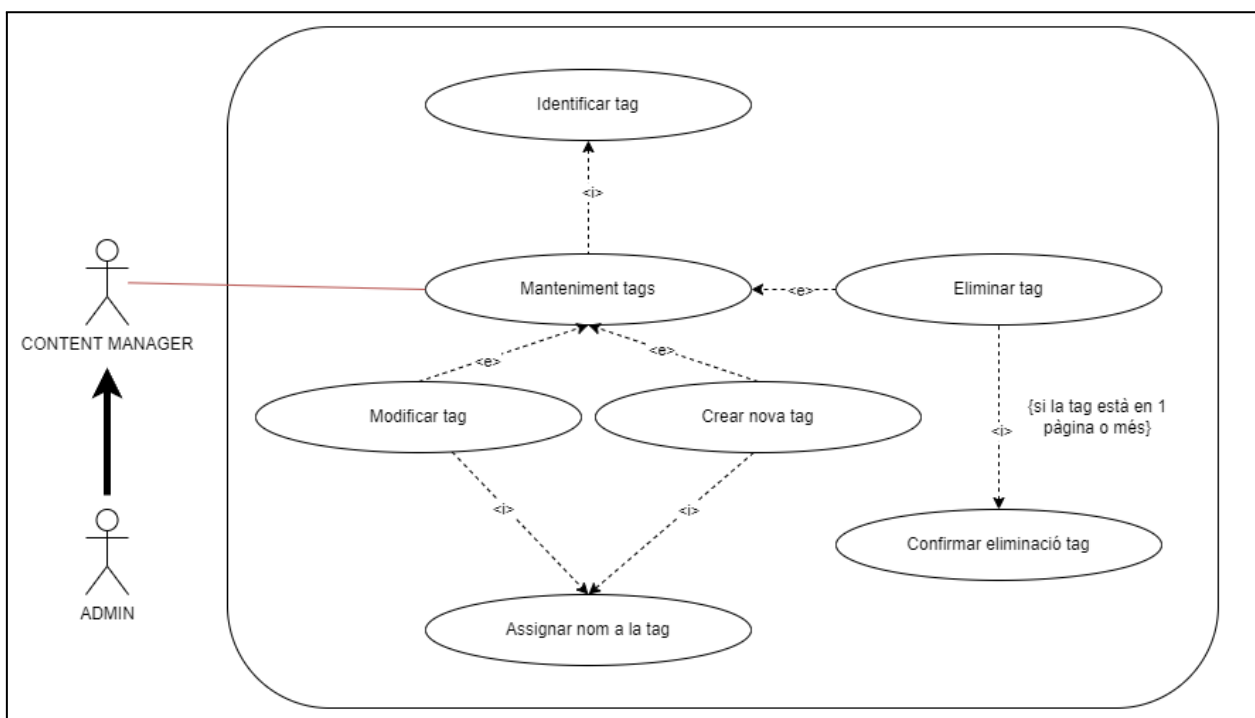 Identificar tag
<i>
Manteniment tags
<e>
Eliminar tag
CONTENT MANAGER
<e>
<e>
Modificar tag
Crear nova tag
{si la tag està en 1
pàgina o més}
<i>
<i>
<i>
Confirmar eliminació tag
ADMIN
Assignar nom a la tag